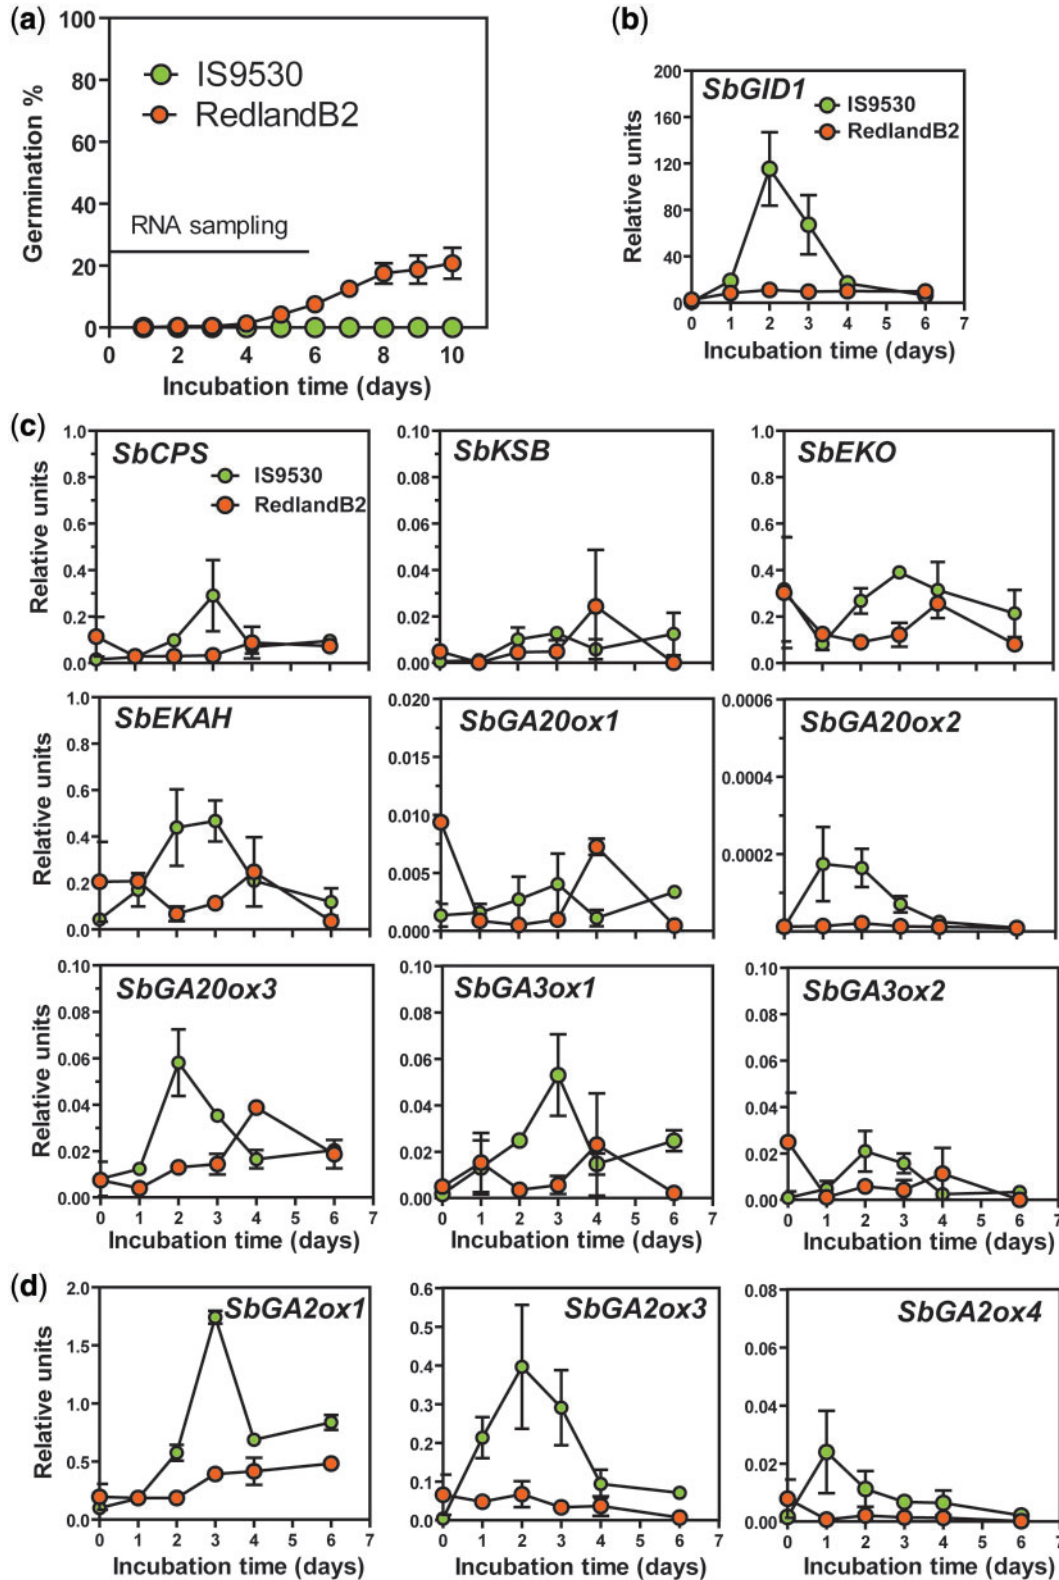 (a)
100
80
60
40
20
0
Germination %
IS9530
RedlandB2
RNA sampling
0 2 4 6 8 10
Incubation time (days)
(b)
200
160
120
80
40
0
Relative units
SbGID1
IS9530
RedlandB2
0 1 2 3 4 5 6 7
Incubation time (days)
(c)
1.0
0.8
0.6
0.4
0.2
0.0
Relative units
SbCPS
IS9530
RedlandB2
0.10
0.08
0.06
0.04
0.02
0.00
SbKSB
1.0
0.8
0.6
0.4
0.2
0.0
SbEKO
1.0
0.8
0.6
0.4
0.2
0.0
Relative units
SbEKAH
0.020
0.015
0.010
0.005
0.000
SbGA20ox1
0.0006
0.0004
0.0002
SbGA20ox2
0.10
0.08
0.06
0.04
0.02
0.00
Relative units
SbGA20ox3
0 1 2 3 4 5 6 7
Incubation time (days)
0.10
0.08
0.06
0.04
0.02
0.00
SbGA3ox1
0 1 2 3 4 5 6 7
Incubation time (days)
0.10
0.08
0.06
0.04
0.02
0.00
SbGA3ox2
0 1 2 3 4 5 6 7
Incubation time (days)
(d)
2.0
1.5
1.0
0.5
0.0
Relative units
SbGA2ox1
0 1 2 3 4 5 6 7
Incubation time (days)
0.6
0.5
0.4
0.3
0.2
0.1
0.0
SbGA2ox3
0 1 2 3 4 5 6 7
Incubation time (days)
0.08
0.06
0.04
0.02
0.00
SbGA2ox4
0 1 2 3 4 5 6 7
Incubation time (days)